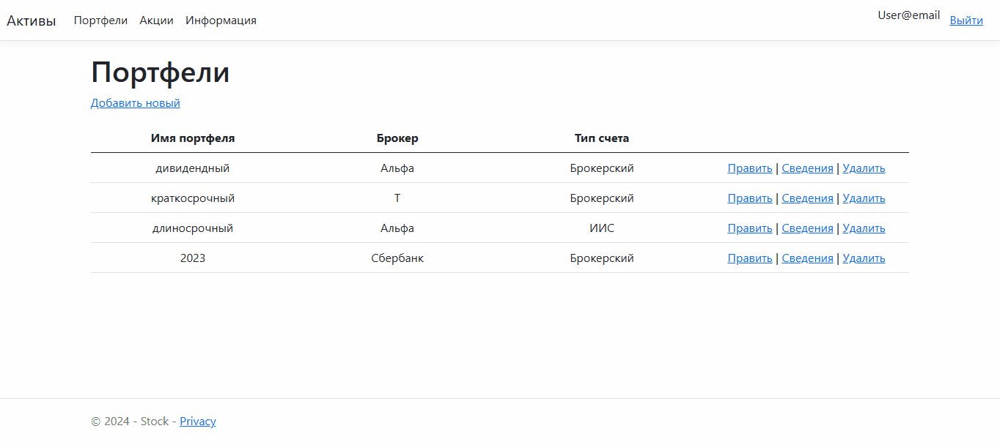 Активы Портфели Акции Информация User@email Выйти
Портфели
Добавить новый
Имя портфеля Брокер Тип счета
дивидендный Альфа Брокерский Править | Сведения | Удалить
краткосрочный Т Брокерский Править | Сведения | Удалить
длиносрочный Альфа ИИС Править | Сведения | Удалить
2023 Сбербанк Брокерский Править | Сведения | Удалить
© 2024 - Stock - Privacy